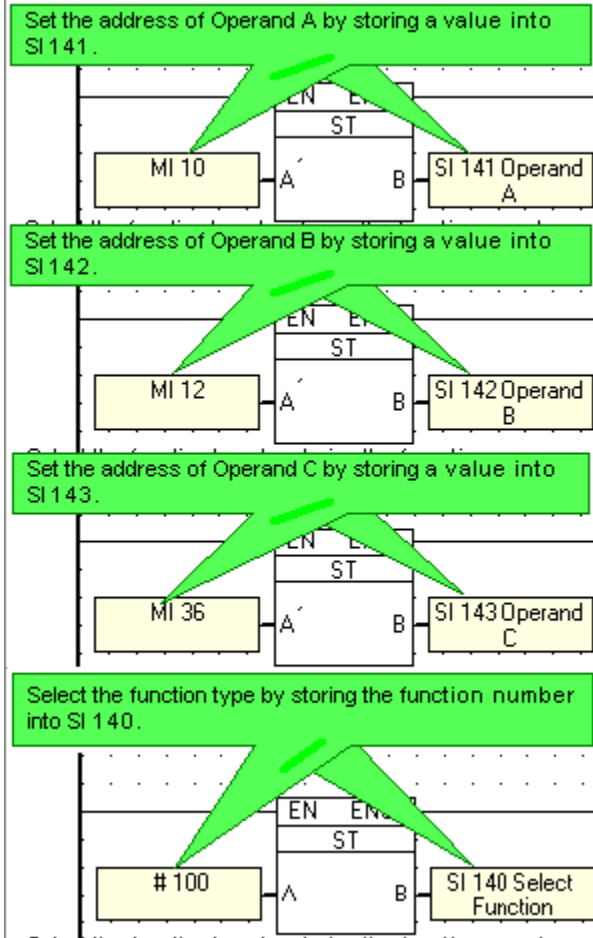 Set the address of Operand A by storing a value into
SI 141.
EN
ST
MI 10
A´
B
SI 141 Operand
A
Set the address of Operand B by storing a value into
SI 142.
EN
ST
MI 12
A´
B
SI 142 Operand
B
Set the address of Operand C by storing a value into
SI 143.
EN
ST
MI 36
A´
B
SI 143 Operand
C
Select the function type by storing the function number
into SI 140.
EN
ST
# 100
A
B
SI 140 Select
Function